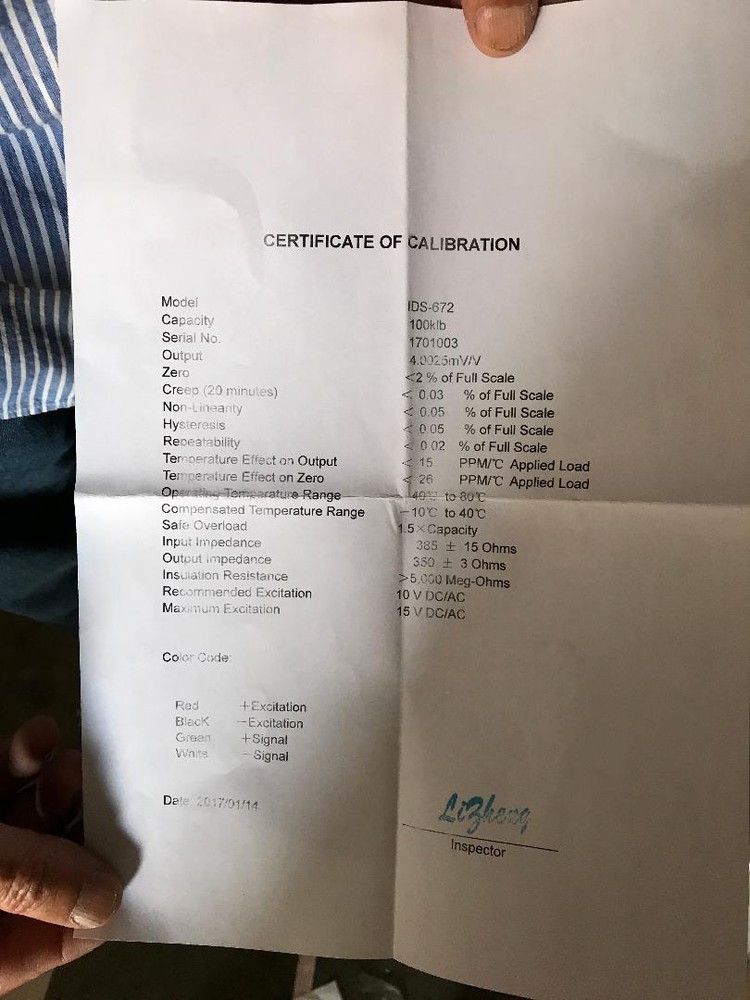 CERTIFICATE OF CALIBRATION
Model IDS-672
Capacity 100klb
Serial No. 1701003
Output 4.0025mV/V
Zero <2 % of Full Scale
Creep (20 minutes) < 0.03 % of Full Scale
Non-Linearity < 0.05 % of Full Scale
Hysteresis < 0.05 % of Full Scale
Repeatability < 0.02 % of Full Scale
Temperature Effect on Output < 15 PPM/℃ Applied Load
Temperature Effect on Zero < 26 PPM/℃ Applied Load
Operating Temperature Range -40℃ to 80℃
Compensated Temperature Range -10℃ to 40℃
Safe Overload 1.5×Capacity
Input Impedance 385 ± 15 Ohms
Output Impedance 350 ± 3 Ohms
Insulation Resistance >5,000 Meg-Ohms
Recommended Excitation 10 V DC/AC
Maximum Excitation 15 V DC/AC
Color Code:
Red +Excitation
BlacK -Excitation
Green +Signal
White -Signal
Date: 2017/01/14
LiZheng
Inspector